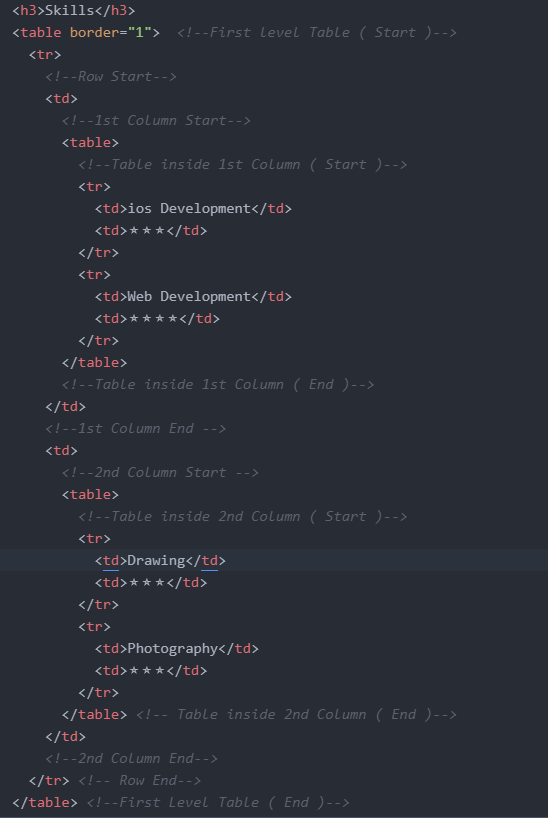 <h3>Skills</h3>
<table border="1">  <!--First level Table ( Start )-->
  <tr>
    <!--Row Start-->
    <td>
      <!--1st Column Start-->
      <table>
        <!--Table inside 1st Column ( Start )-->
        <tr>
          <td>ios Development</td>
          <td>★★★</td>
        </tr>
        <tr>
          <td>Web Development</td>
          <td>★★★★</td>
        </tr>
      </table>
      <!--Table inside 1st Column ( End )-->
    </td>
    <!--1st Column End -->
    <td>
      <!--2nd Column Start -->
      <table>
        <!--Table inside 2nd Column ( Start )-->
        <tr>
          <td>Drawing</td>
          <td>★★★</td>
        </tr>
        <tr>
          <td>Photography</td>
          <td>★★★</td>
        </tr>
      </table> <!-- Table inside 2nd Column ( End )-->
    </td>
    <!--2nd Column End-->
  </tr> <!-- Row End-->
</table> <!--First Level Table ( End )-->